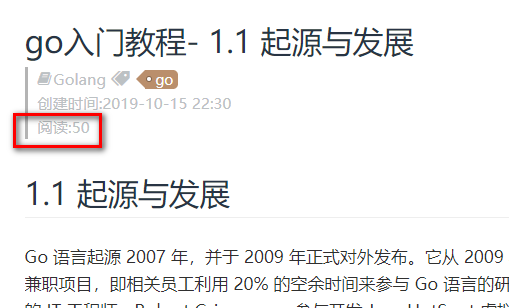 go入门教程- 1.1 起源与发展
Golang go
创建时间:2019-10-15 22:30
阅读:50
1.1 起源与发展
Go 语言起源 2007 年，并于 2009 年正式对外发布。它从 2009
兼职项目，即相关员工利用 20% 的空余时间来参与 Go 语言的研